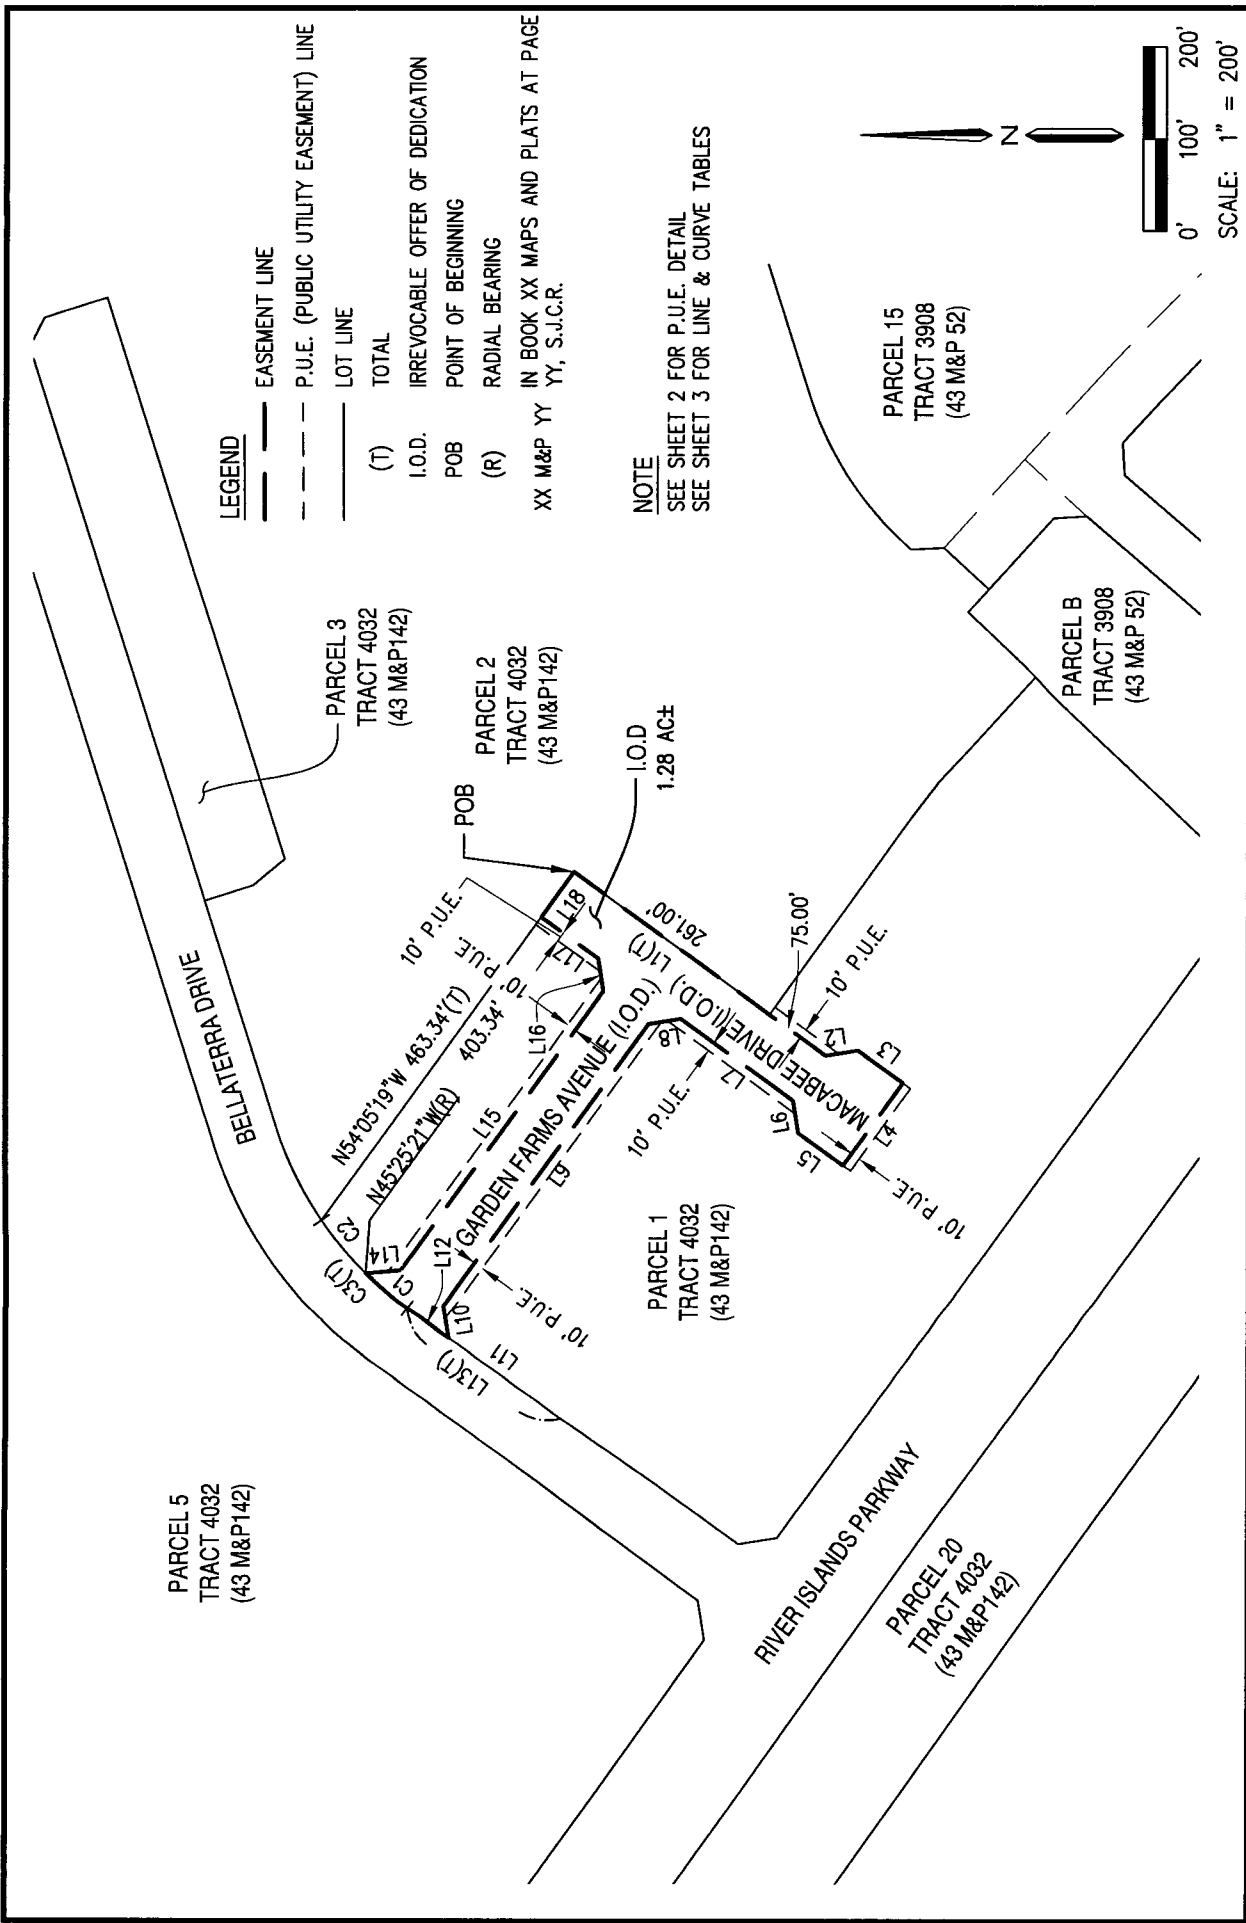 LEGEND
EASEMENT LINE
P.U.E. (PUBLIC UTILITY EASEMENT) LINE
LOT LINE
(T) TOTAL
I.O.D. IRREVOCABLE OFFER OF DEDICATION
POB POINT OF BEGINNING
(R) RADIAL BEARING
XX M&P YY IN BOOK XX MAPS AND PLATS AT PAGE
YY, S.J.C.R.
NOTE
SEE SHEET 2 FOR P.U.E. DETAIL
SEE SHEET 3 FOR LINE & CURVE TABLES
PARCEL 5
TRACT 4032
(43 M&P142)
BELLATERRA DRIVE
PARCEL 3
TRACT 4032
(43 M&P142)
PARCEL 2
TRACT 4032
(43 M&P142)
POB
I.O.D
1.28 AC±
10' P.U.E.
10' P.U.E.
N54°05'19"W 463.34'(T)
403.34'
N45°25'21"W(R)
C2
C3(T)
C1
L14
L12
L10
L11
L13(T)
L15
L16
L17
L18
GARDEN FARMS AVENUE (I.O.D.)
L9
10' P.U.E.
L8
L1(T)
261.00'
MACABEE DRIVE (I.O.D.)
75.00'
10' P.U.E.
L2
L3
L4
L5
L6
L7
10' P.U.E.
10' P.U.E.
PARCEL 1
TRACT 4032
(43 M&P142)
RIVER ISLANDS PARKWAY
PARCEL 20
TRACT 4032
(43 M&P142)
PARCEL B
TRACT 3908
(43 M&P 52)
PARCEL 15
TRACT 3908
(43 M&P 52)
N
0' 100' 200'
SCALE: 1" = 200'